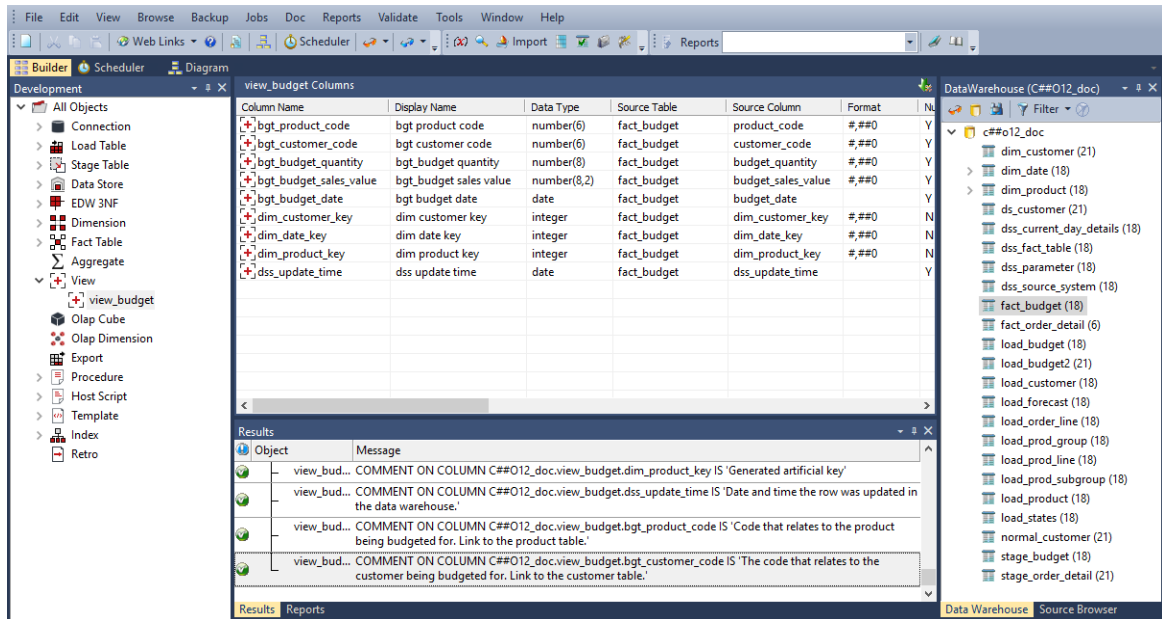 File Edit View Browse Backup Jobs Doc Reports Validate Tools Window Help
Web Links Scheduler Import Reports
Builder Scheduler Diagram
Development
All Objects
Connection
Load Table
Stage Table
Data Store
EDW 3NF
Dimension
Fact Table
Aggregate
View
view_budget
Olap Cube
Olap Dimension
Export
Procedure
Host Script
Template
Index
Retro
view_budget Columns
Column Name Display Name Data Type Source Table Source Column Format Nu
bgt_product_code bgt product code number(6) fact_budget product_code #,##0 Y
bgt_customer_code bgt customer code number(6) fact_budget customer_code #,##0 Y
bgt_budget_quantity bgt_budget quantity number(8) fact_budget budget_quantity #,##0 Y
bgt_budget_sales_value bgt_budget sales value number(8,2) fact_budget budget_sales_value #,##0 Y
bgt_budget_date bgt budget date date fact_budget budget_date Y
dim_customer_key dim customer key integer fact_budget dim_customer_key #,##0 N
dim_date_key dim date key integer fact_budget dim_date_key #,##0 N
dim_product_key dim product key integer fact_budget dim_product_key #,##0 N
dss_update_time dss update time date fact_budget dss_update_time Y
Results
Object Message
view_bud... COMMENT ON COLUMN C##O12_doc.view_budget.dim_product_key IS 'Generated artificial key'
view_bud... COMMENT ON COLUMN C##O12_doc.view_budget.dss_update_time IS 'Date and time the row was updated in
the data warehouse.'
view_bud... COMMENT ON COLUMN C##O12_doc.view_budget.bgt_product_code IS 'Code that relates to the product
being budgeted for. Link to the product table.'
view_bud... COMMENT ON COLUMN C##O12_doc.view_budget.bgt_customer_code IS 'The code that relates to the
customer being budgeted for. Link to the customer table.'
Results Reports
DataWarehouse (C##O12_doc)
Filter
c##o12_doc
dim_customer (21)
dim_date (18)
dim_product (18)
ds_customer (21)
dss_current_day_details (18)
dss_fact_table (18)
dss_parameter (18)
dss_source_system (18)
fact_budget (18)
fact_order_detail (6)
load_budget (18)
load_budget2 (21)
load_customer (18)
load_forecast (18)
load_order_line (18)
load_prod_group (18)
load_prod_line (18)
load_prod_subgroup (18)
load_product (18)
load_states (18)
normal_customer (21)
stage_budget (18)
stage_order_detail (21)
Data Warehouse Source Browser